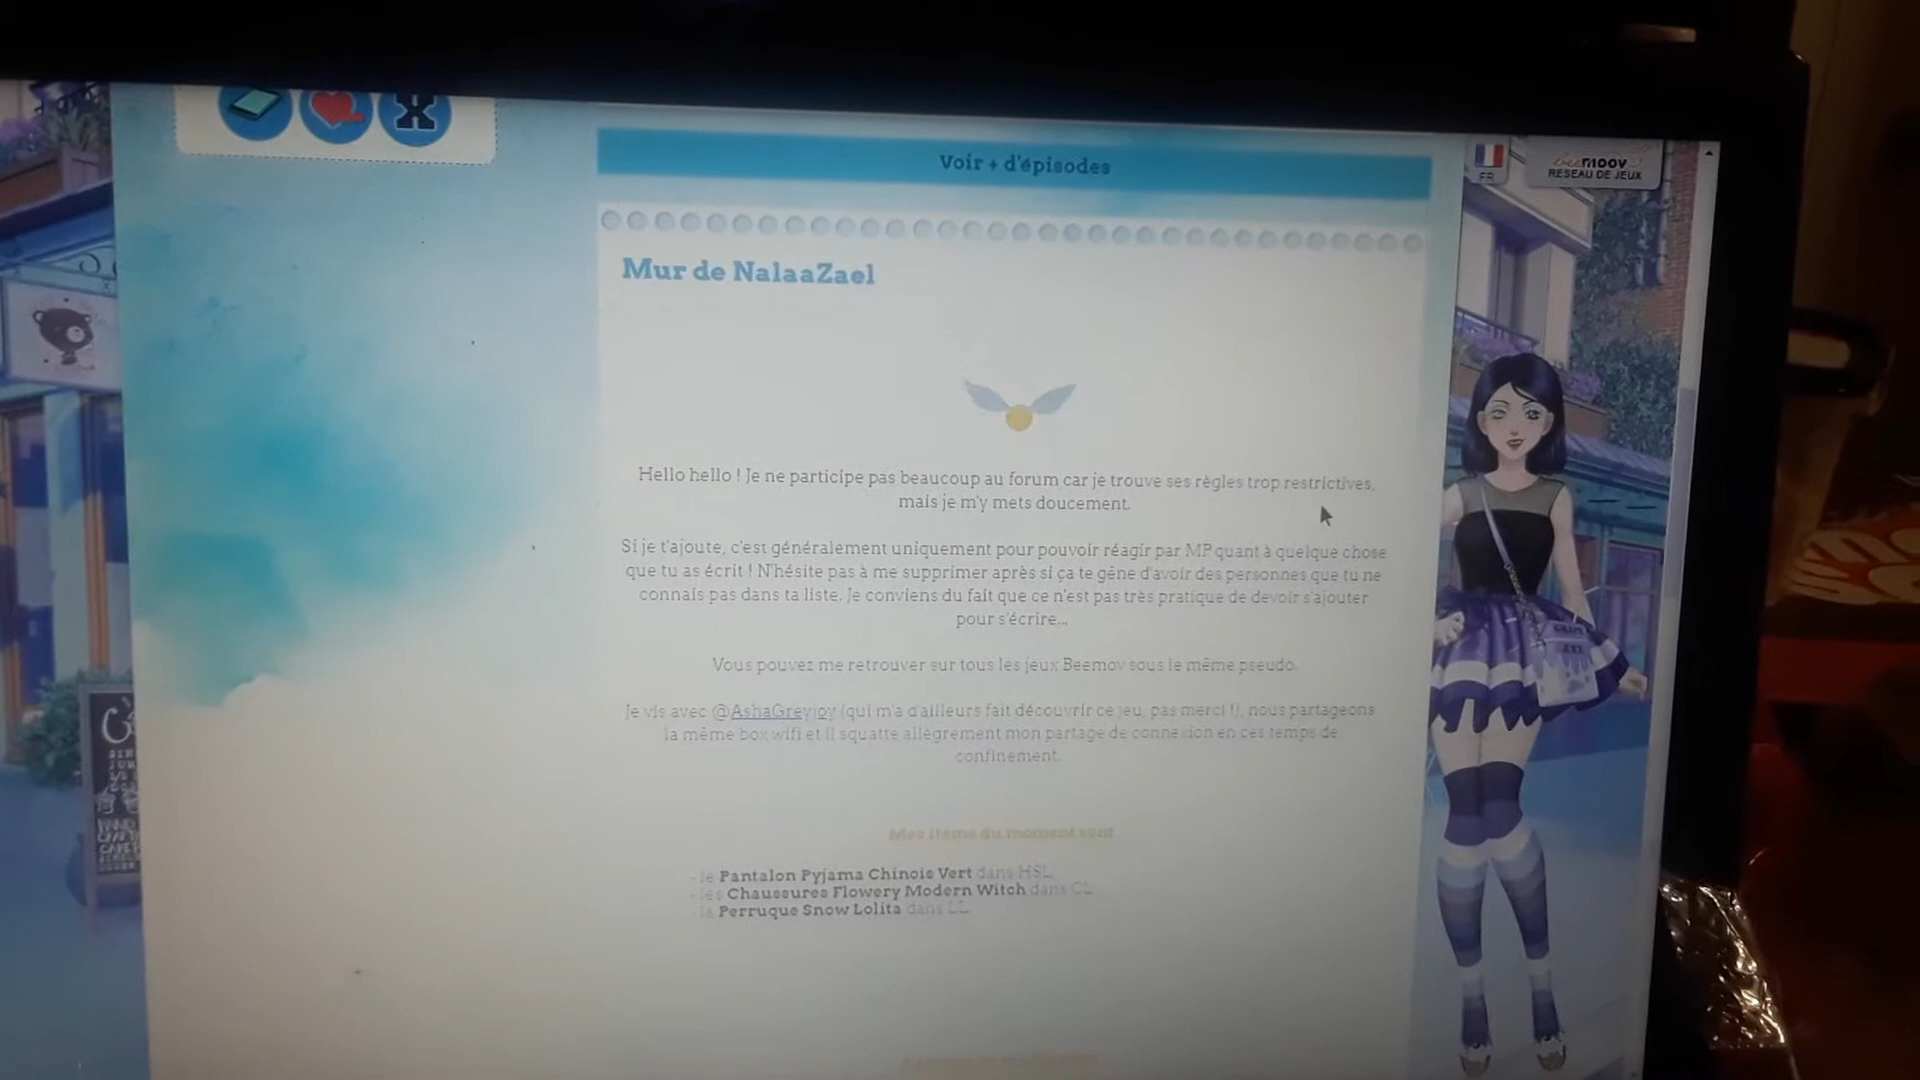 Voir + d'épisodes
FR
Beemoov
RESEAU DE JEUX
Mur de NalaaZael
Hello hello ! Je ne participe pas beaucoup au forum car je trouve ses règles trop restrictives,
mais je m'y mets doucement.
Si je t'ajoute, c'est généralement uniquement pour pouvoir réagir par MP quant à quelque chose
que tu as écrit ! N'hésite pas à me supprimer après si ça te gêne d'avoir des personnes que tu ne
connais pas dans ta liste. Je conviens du fait que ce n'est pas très pratique de devoir s'ajouter
pour s'écrire...
Vous pouvez me retrouver sur tous les jeux Beemov sous le même pseudo.
Je vis avec @AshaGreyjoy (qui m'a d'ailleurs fait découvrir ce jeu, pas merci !), nous partageons
la même box wifi et il squatte allègrement mon partage de connexion en ces temps de
confinement.
Mes items du moment sont
- le Pantalon Pyjama Chinois Vert dans HSL
- les Chaussures Flowery Modern Witch dans CL
- la Perruque Snow Lolita dans LL